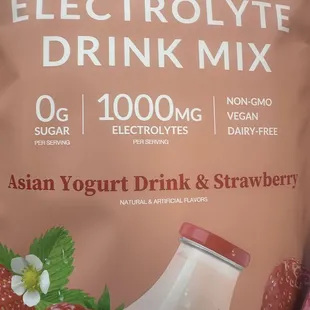 ELECTROLYTE
DRINK MIX
0G
SUGAR
PER SERVING
1000MG
ELECTROLYTES
PER SERVING
NON-GMO
VEGAN
DAIRY-FREE
Asian Yogurt Drink & Strawberry
NATURAL & ARTIFICIAL FLAVORS